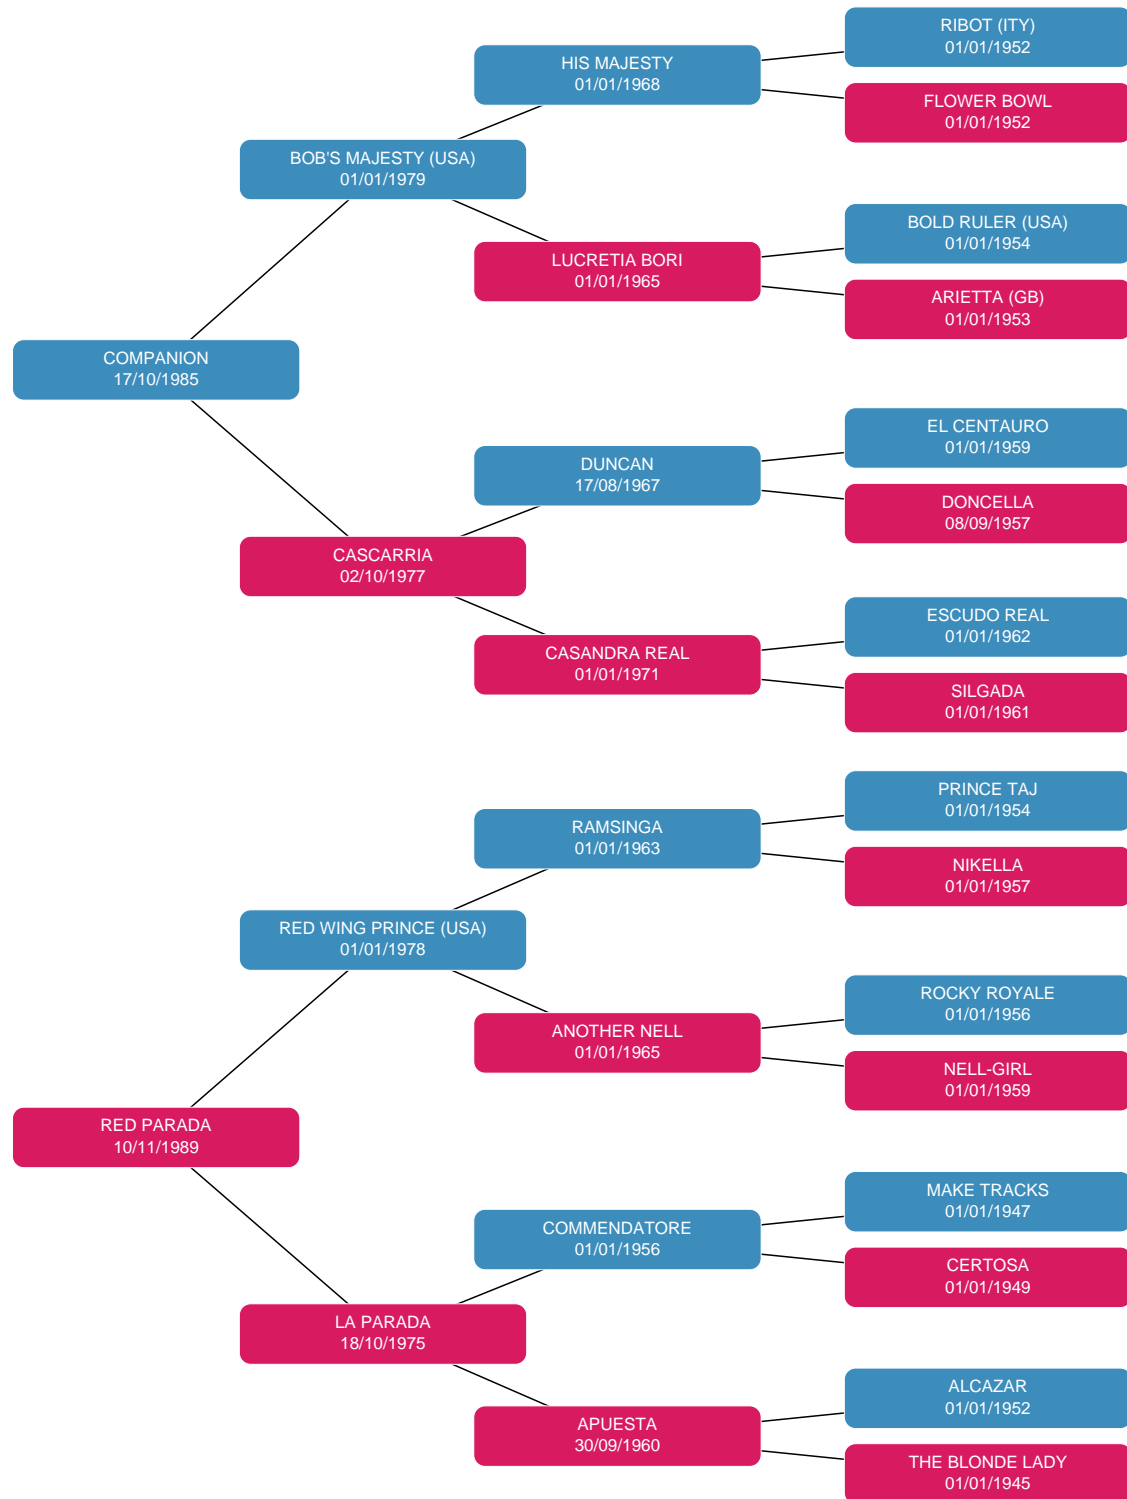 RIBOT (ITY)
01/01/1952
HIS MAJESTY
01/01/1968
FLOWER BOWL
01/01/1952
BOB'S MAJESTY (USA)
01/01/1979
BOLD RULER (USA)
01/01/1954
LUCRETIA BORI
01/01/1965
ARIETTA (GB)
01/01/1953
COMPANION
17/10/1985
EL CENTAURO
01/01/1959
DUNCAN
17/08/1967
DONCELLA
08/09/1957
CASCARRIA
02/10/1977
ESCUDO REAL
01/01/1962
CASANDRA REAL
01/01/1971
SILGADA
01/01/1961
PRINCE TAJ
01/01/1954
RAMSINGA
01/01/1963
NIKELLA
01/01/1957
RED WING PRINCE (USA)
01/01/1978
ROCKY ROYALE
01/01/1956
ANOTHER NELL
01/01/1965
NELL-GIRL
01/01/1959
RED PARADA
10/11/1989
MAKE TRACKS
01/01/1947
COMMENDATORE
01/01/1956
CERTOSA
01/01/1949
LA PARADA
18/10/1975
ALCAZAR
01/01/1952
APUESTA
30/09/1960
THE BLONDE LADY
01/01/1945